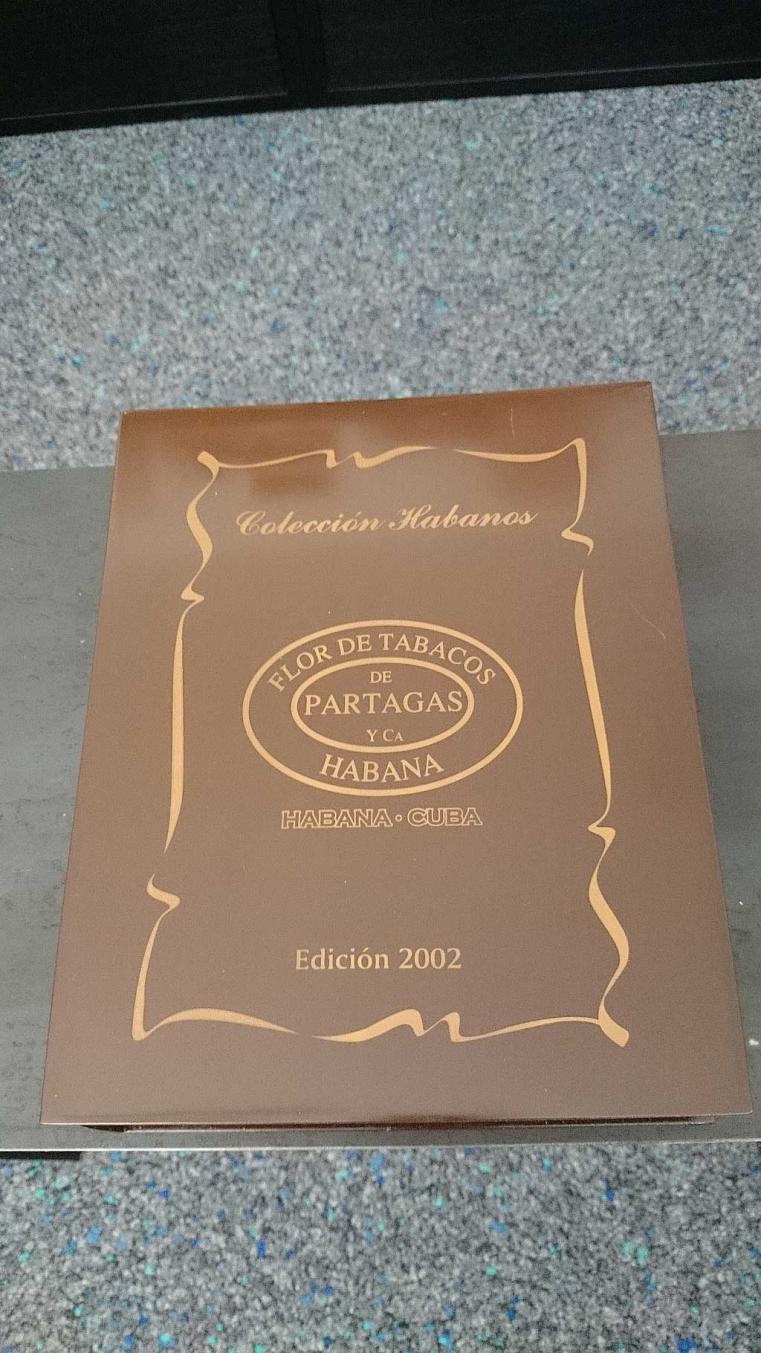 Colección Habanos
FLOR DE TABACOS
DE
PARTAGAS
Y CA
HABANA
HABANA • CUBA
Edición 2002